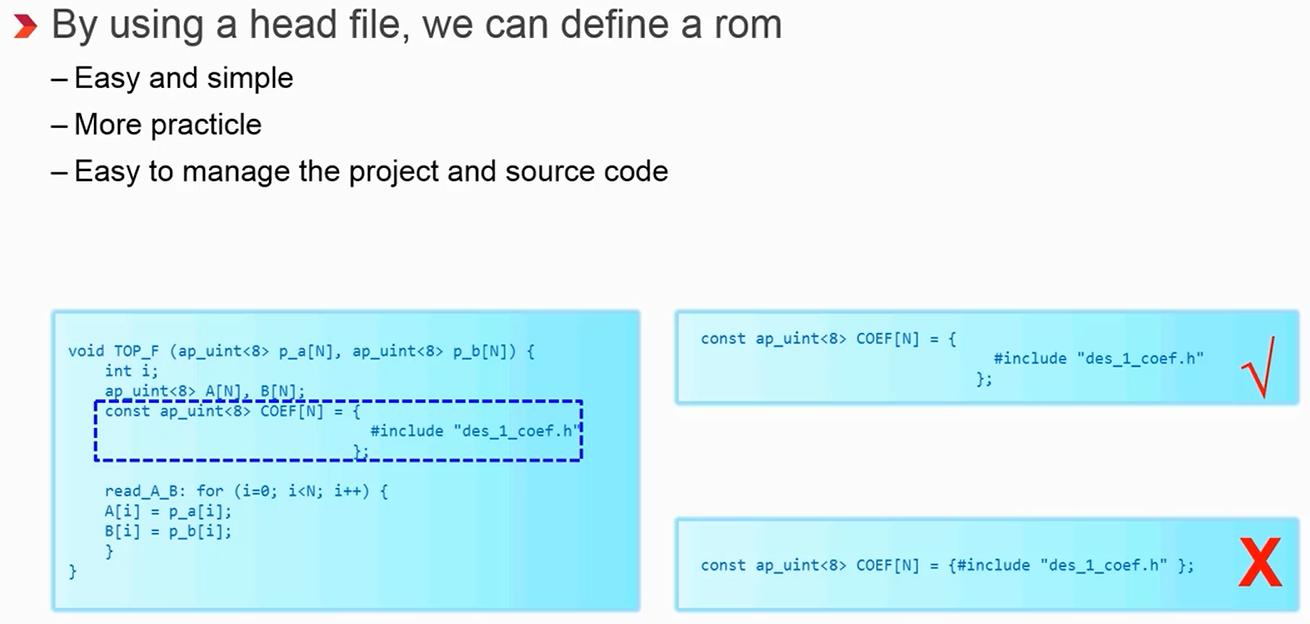 By using a head file, we can define a rom
– Easy and simple
– More practicle
– Easy to manage the project and source code
void TOP_F (ap_uint<8> p_a[N], ap_uint<8> p_b[N]) {
int i;
ap_uint<8> A[N], B[N];
const ap_uint<8> COEF[N] = {
#include "des_1_coef.h"
};
read_A_B: for (i=0; i<N; i++) {
A[i] = p_a[i];
B[i] = p_b[i];
}
}
const ap_uint<8> COEF[N] = {
#include "des_1_coef.h"
};
√
const ap_uint<8> COEF[N] = {#include "des_1_coef.h" };
X